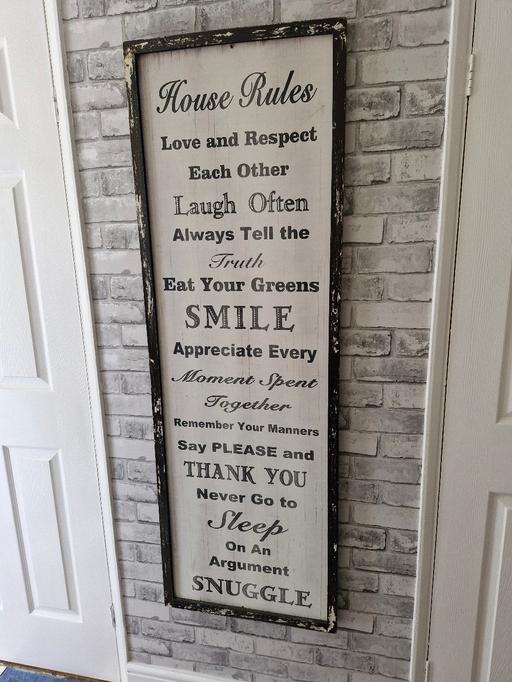 House Rules
Love and Respect
Each Other
Laugh Often
Always Tell the
Truth
Eat Your Greens
SMILE
Appreciate Every
Moment Spent
Together
Remember Your Manners
Say PLEASE and
THANK YOU
Never Go to
Sleep
On An
Argument
SNUGGLE